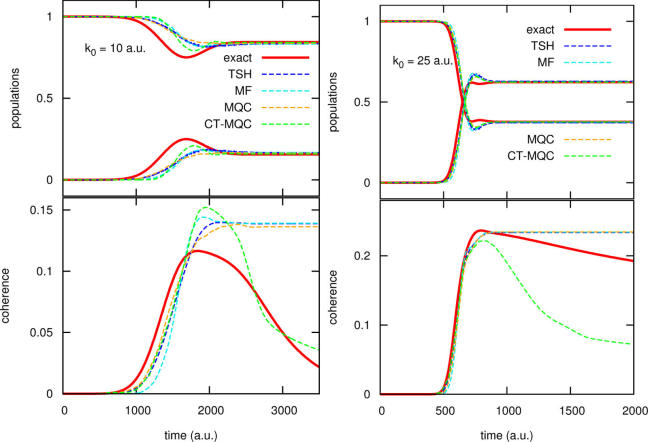 1
0.5
0
populations
k0 = 10 a.u.
exact
TSH
MF
MQC
CT-MQC
0.15
0.1
0.05
0
coherence
0 1000 2000 3000
time (a.u.)
1
0.5
0
populations
k0 = 25 a.u.
exact
TSH
MF
MQC
CT-MQC
0.2
0.1
0
coherence
0 500 1000 1500 2000
time (a.u.)